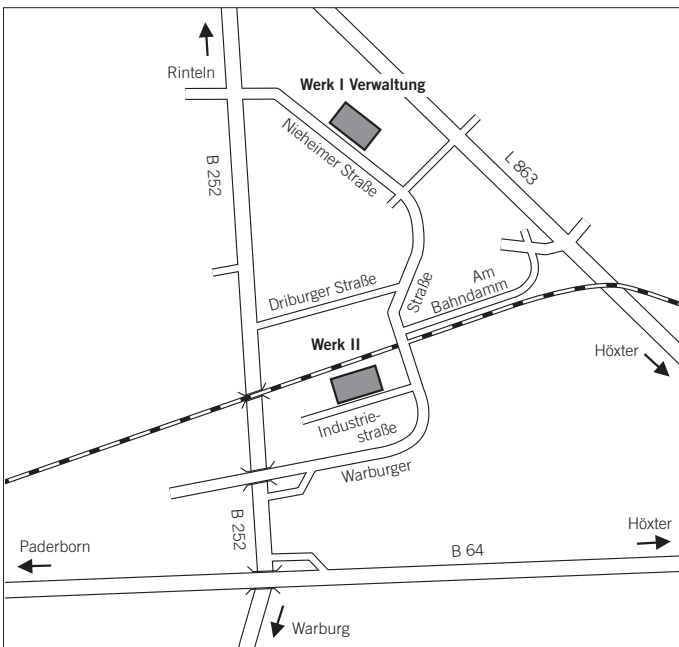 Rinteln
Werk I Verwaltung
Nieheimer Straße
L 863
B 252
Driburger Straße
Straße
Am
Bahndamm
Werk II
Höxter
Industrie-
straße
Warburger
B 252
Paderborn
B 64
Höxter
Warburg